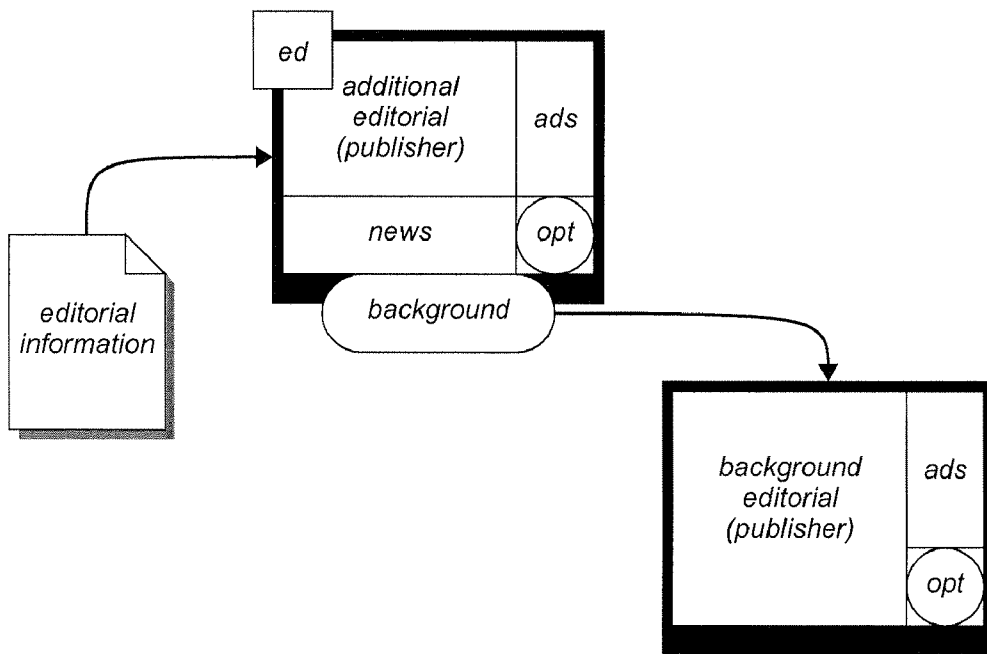 ed
additional
editorial
(publisher)
ads
news
opt
background
editorial
information
background
editorial
(publisher)
ads
opt